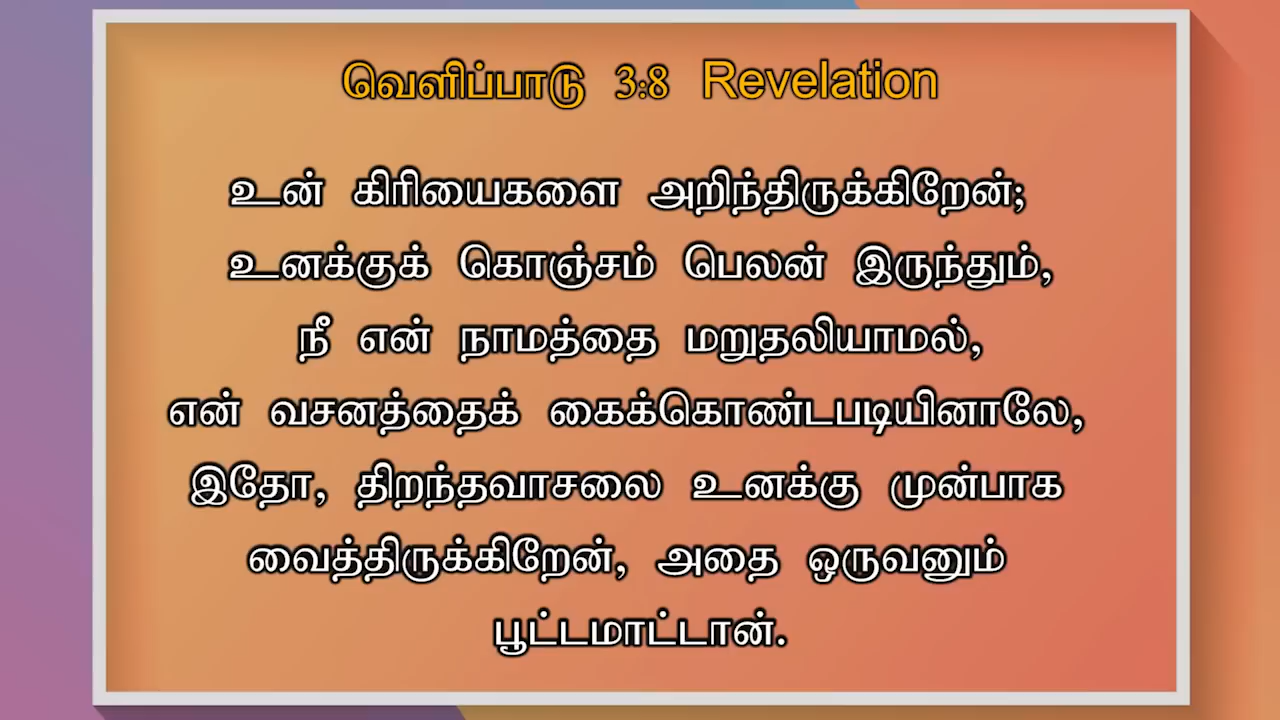 வெளிப்பாடு 3:8 Revelation
உன் கிரியைகளை அறிந்திருக்கிறேன்;
உனக்குக் கொஞ்சம் பெலன் இருந்தும்,
நீ என் நாமத்தை மறுதலியாமல்,
என் வசனத்தைக் கைக்கொண்டபடியினாலே,
இதோ, திறந்தவாசலை உனக்கு முன்பாக
வைத்திருக்கிறேன், அதை ஒருவனும்
பூட்டமாட்டான்.